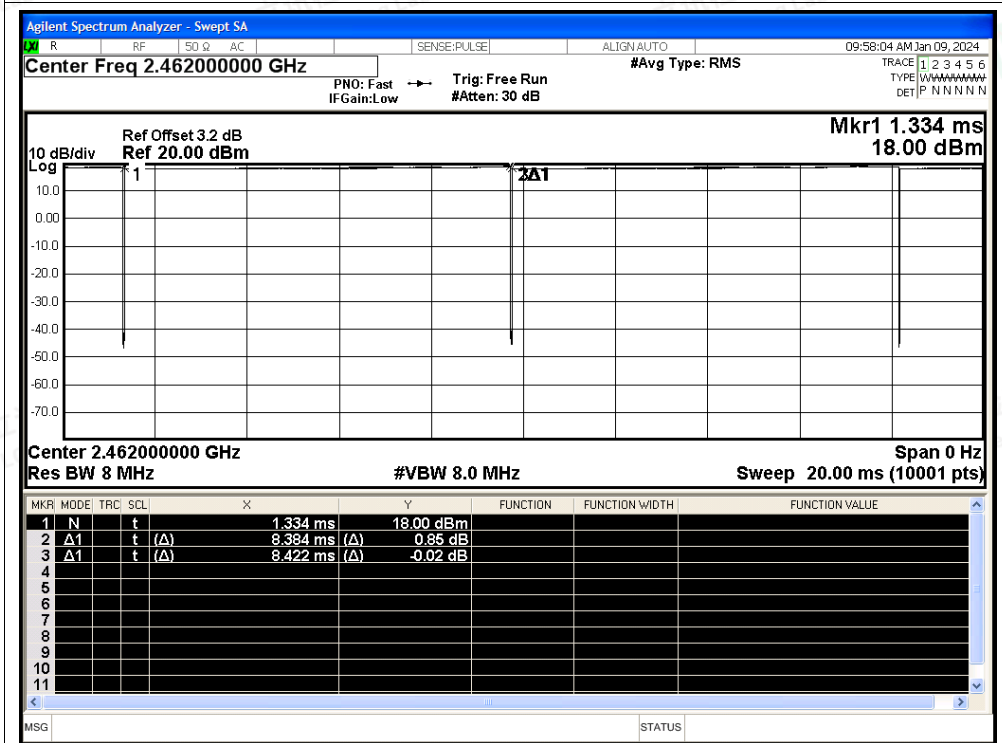 Agilent Spectrum Analyzer - Swept SA
LXI R RF 50 Ω AC SENSE:PULSE ALIGN AUTO 09:58:04 AM Jan 09, 2024
Center Freq 2.462000000 GHz #Avg Type: RMS TRACE 1 2 3 4 5 6
PNO: Fast Trig: Free Run TYPE WWWWWW
IFGain:Low #Atten: 30 dB DET P N N N N N
Mkr1 1.334 ms
Ref Offset 3.2 dB
10 dB/div Ref 20.00 dBm 18.00 dBm
Log
1
3Δ1
10.0
0.00
-10.0
-20.0
-30.0
-40.0
-50.0
-60.0
-70.0
Center 2.462000000 GHz Span 0 Hz
Res BW 8 MHz #VBW 8.0 MHz Sweep 20.00 ms (10001 pts)
MKR MODE TRC SCL X Y FUNCTION FUNCTION WIDTH FUNCTION VALUE
1 N t 1.334 ms 18.00 dBm
2 Δ1 t (Δ) 8.384 ms (Δ) 0.85 dB
3 Δ1 t (Δ) 8.422 ms (Δ) -0.02 dB
4
5
6
7
8
9
10
11
MSG STATUS